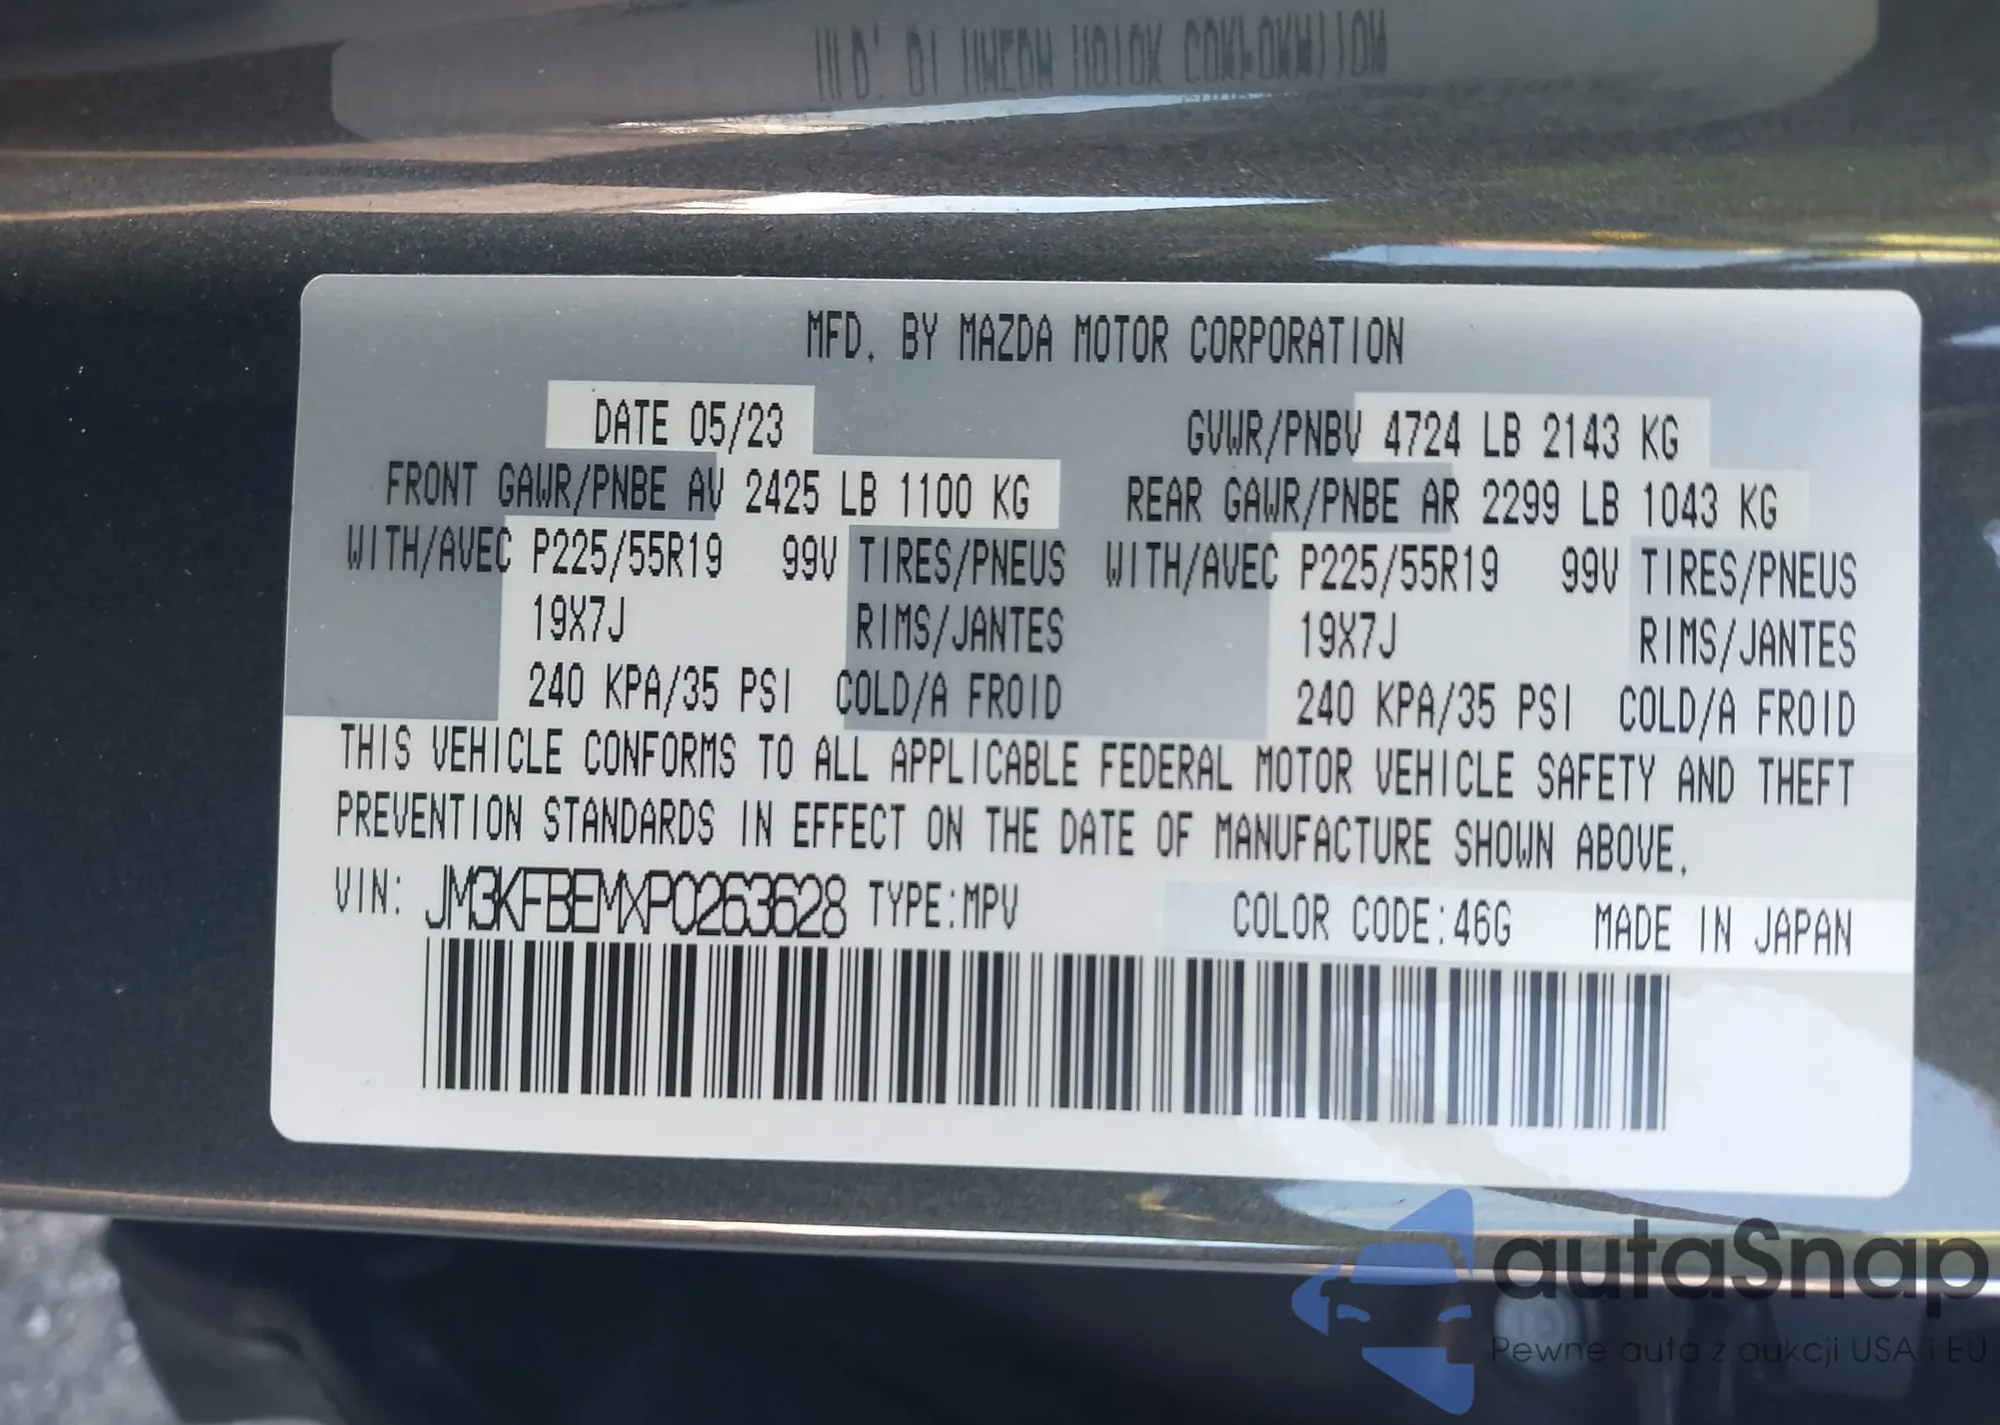 MFD. BY MAZDA MOTOR CORPORATION
DATE 05/23 GVWR/PNBV 4724 LB 2143 KG
FRONT GAWR/PNBE AV 2425 LB 1100 KG REAR GAWR/PNBE AR 2299 LB 1043 KG
WITH/AVEC P225/55R19 99V TIRES/PNEUS WITH/AVEC P225/55R19 99V TIRES/PNEUS
19X7J RIMS/JANTES 19X7J RIMS/JANTES
240 KPA/35 PSI COLD/A FROID 240 KPA/35 PSI COLD/A FROID
THIS VEHICLE CONFORMS TO ALL APPLICABLE FEDERAL MOTOR VEHICLE SAFETY AND THEFT
PREVENTION STANDARDS IN EFFECT ON THE DATE OF MANUFACTURE SHOWN ABOVE.
VIN: JM3KFBEMXP0263628 TYPE:MPV COLOR CODE:46G MADE IN JAPAN
autaSnap
Pewne auta z aukcji USA i EU